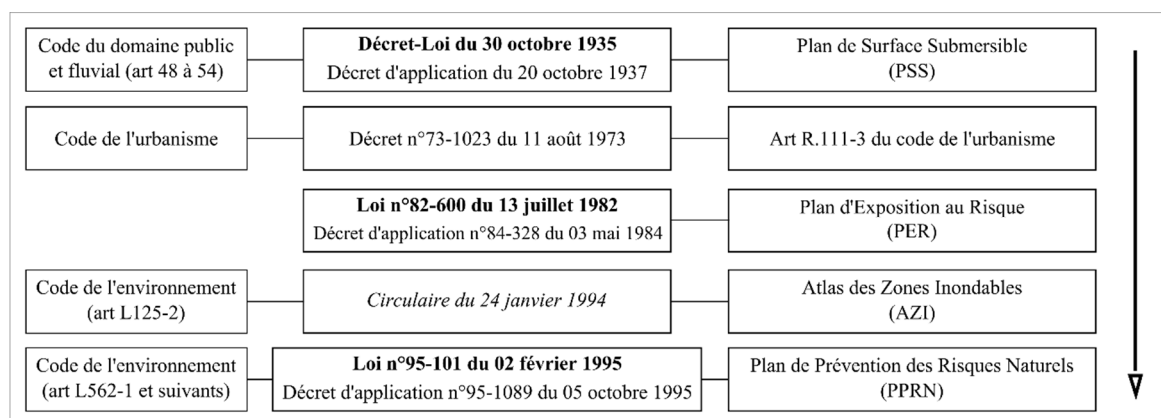 Code du domaine public
et fluvial (art 48 à 54)
Décret-Loi du 30 octobre 1935
Décret d'application du 20 octobre 1937
Plan de Surface Submersible
(PSS)
Code de l'urbanisme
Décret n°73-1023 du 11 août 1973
Art R.111-3 du code de l'urbanisme
Loi n°82-600 du 13 juillet 1982
Décret d'application n°84-328 du 03 mai 1984
Plan d'Exposition au Risque
(PER)
Code de l'environnement
(art L125-2)
Circulaire du 24 janvier 1994
Atlas des Zones Inondables
(AZI)
Code de l'environnement
(art L562-1 et suivants)
Loi n°95-101 du 02 février 1995
Décret d'application n°95-1089 du 05 octobre 1995
Plan de Prévention des Risques Naturels
(PPRN)